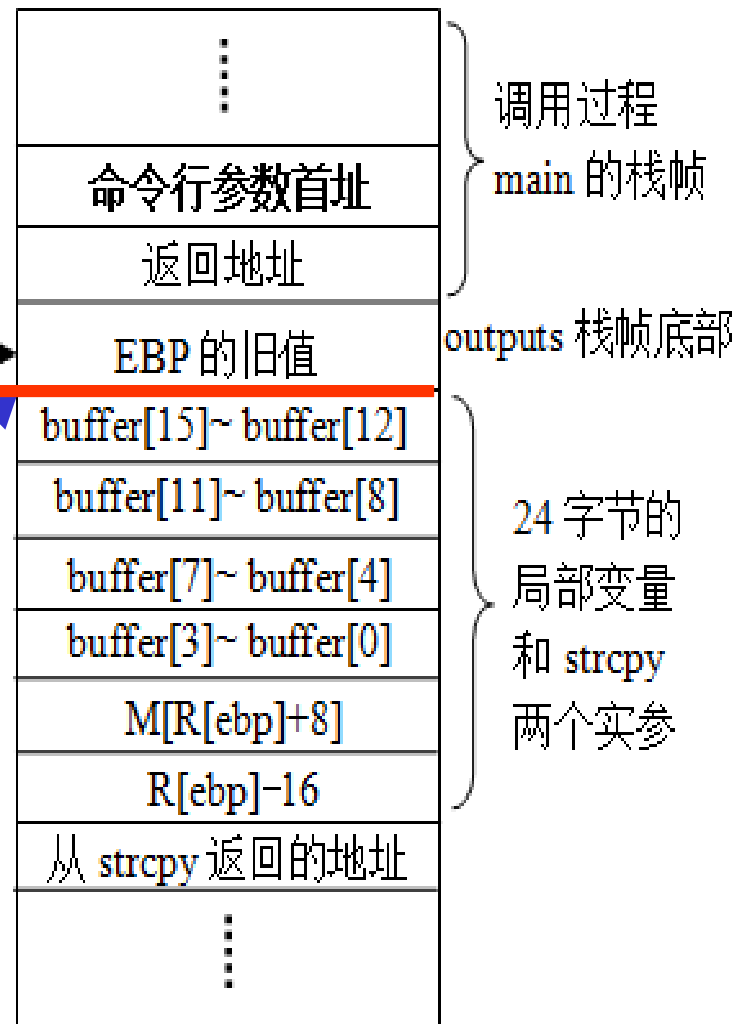 调用过程
main 的栈帧
命令行参数首址
返回地址
EBP 的旧值
outputs 栈帧底部
buffer[15]~ buffer[12]
buffer[11]~ buffer[8]
buffer[7]~ buffer[4]
buffer[3]~ buffer[0]
M[R[ebp]+8]
R[ebp]−16
24 字节的
局部变量
和 strcpy
两个实参
从 strcpy 返回的地址